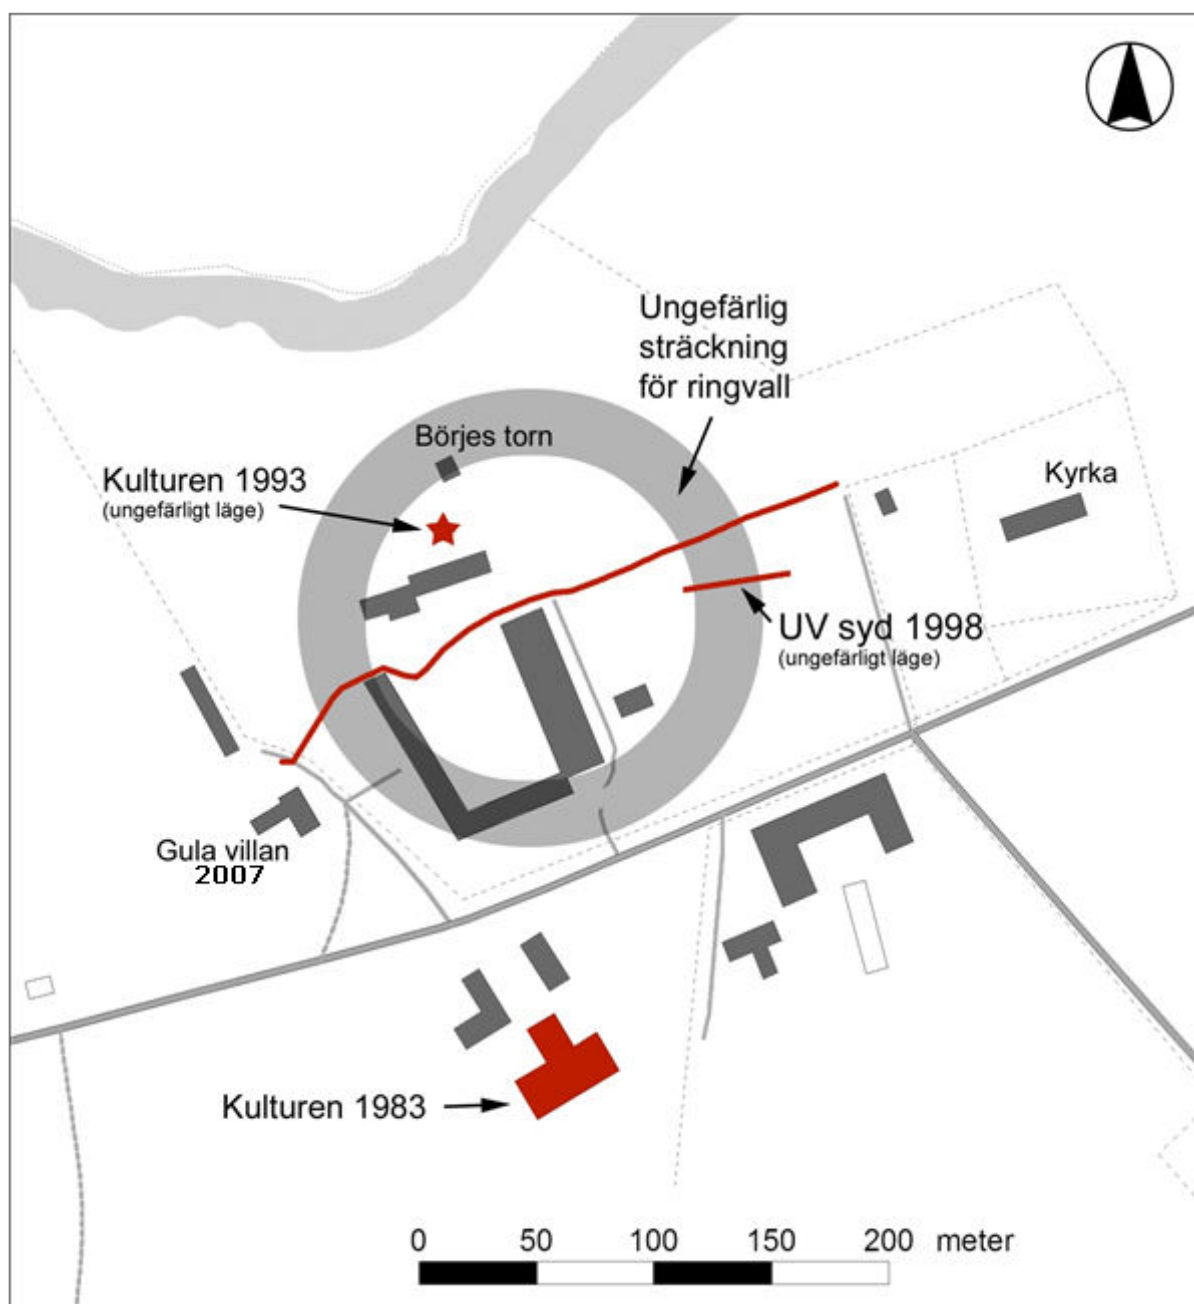 Ungefärlig
sträckning
för ringvall
Börjes torn
Kulturen 1993
(ungefärligt läge)
Kyrka
UV syd 1998
(ungefärligt läge)
Gula villan
2007
Kulturen 1983
0 50 100 150 200 meter